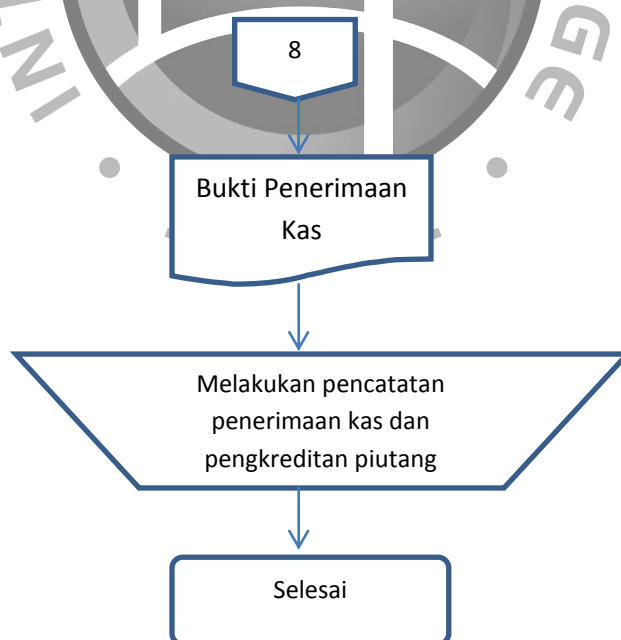 8
Bukti Penerimaan
Kas
Melakukan pencatatan
penerimaan kas dan
pengkreditan piutang
Selesai